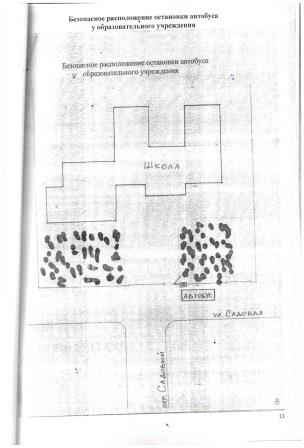 Безопасное расположение остановки автобуса
у образовательного учреждения
Безопасное расположение остановки автобуса
у образовательного учреждения
ШКОЛА
АВТОБУС
УЛ. САДОВАЯ
ПЕР. САДОВЫЙ
В
13